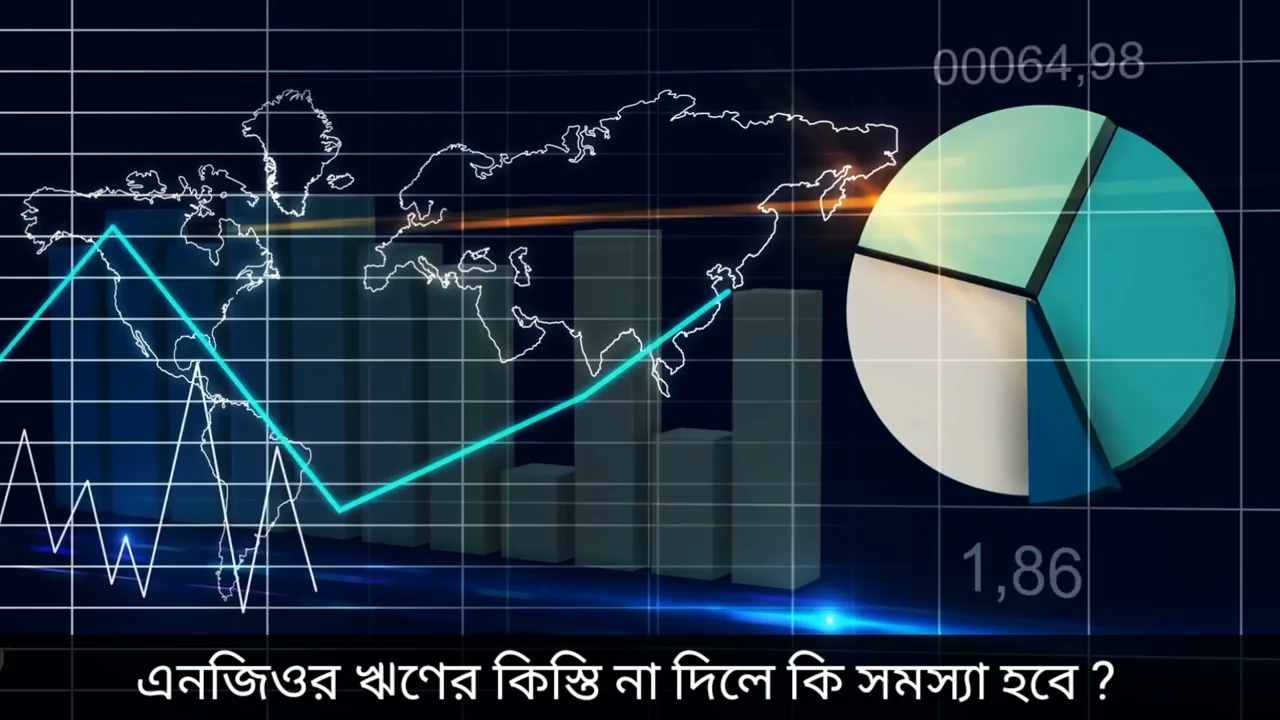 00064,98
1,86
এনজিওর ঋণের কিস্তি না দিলে কি সমস্যা হবে ?